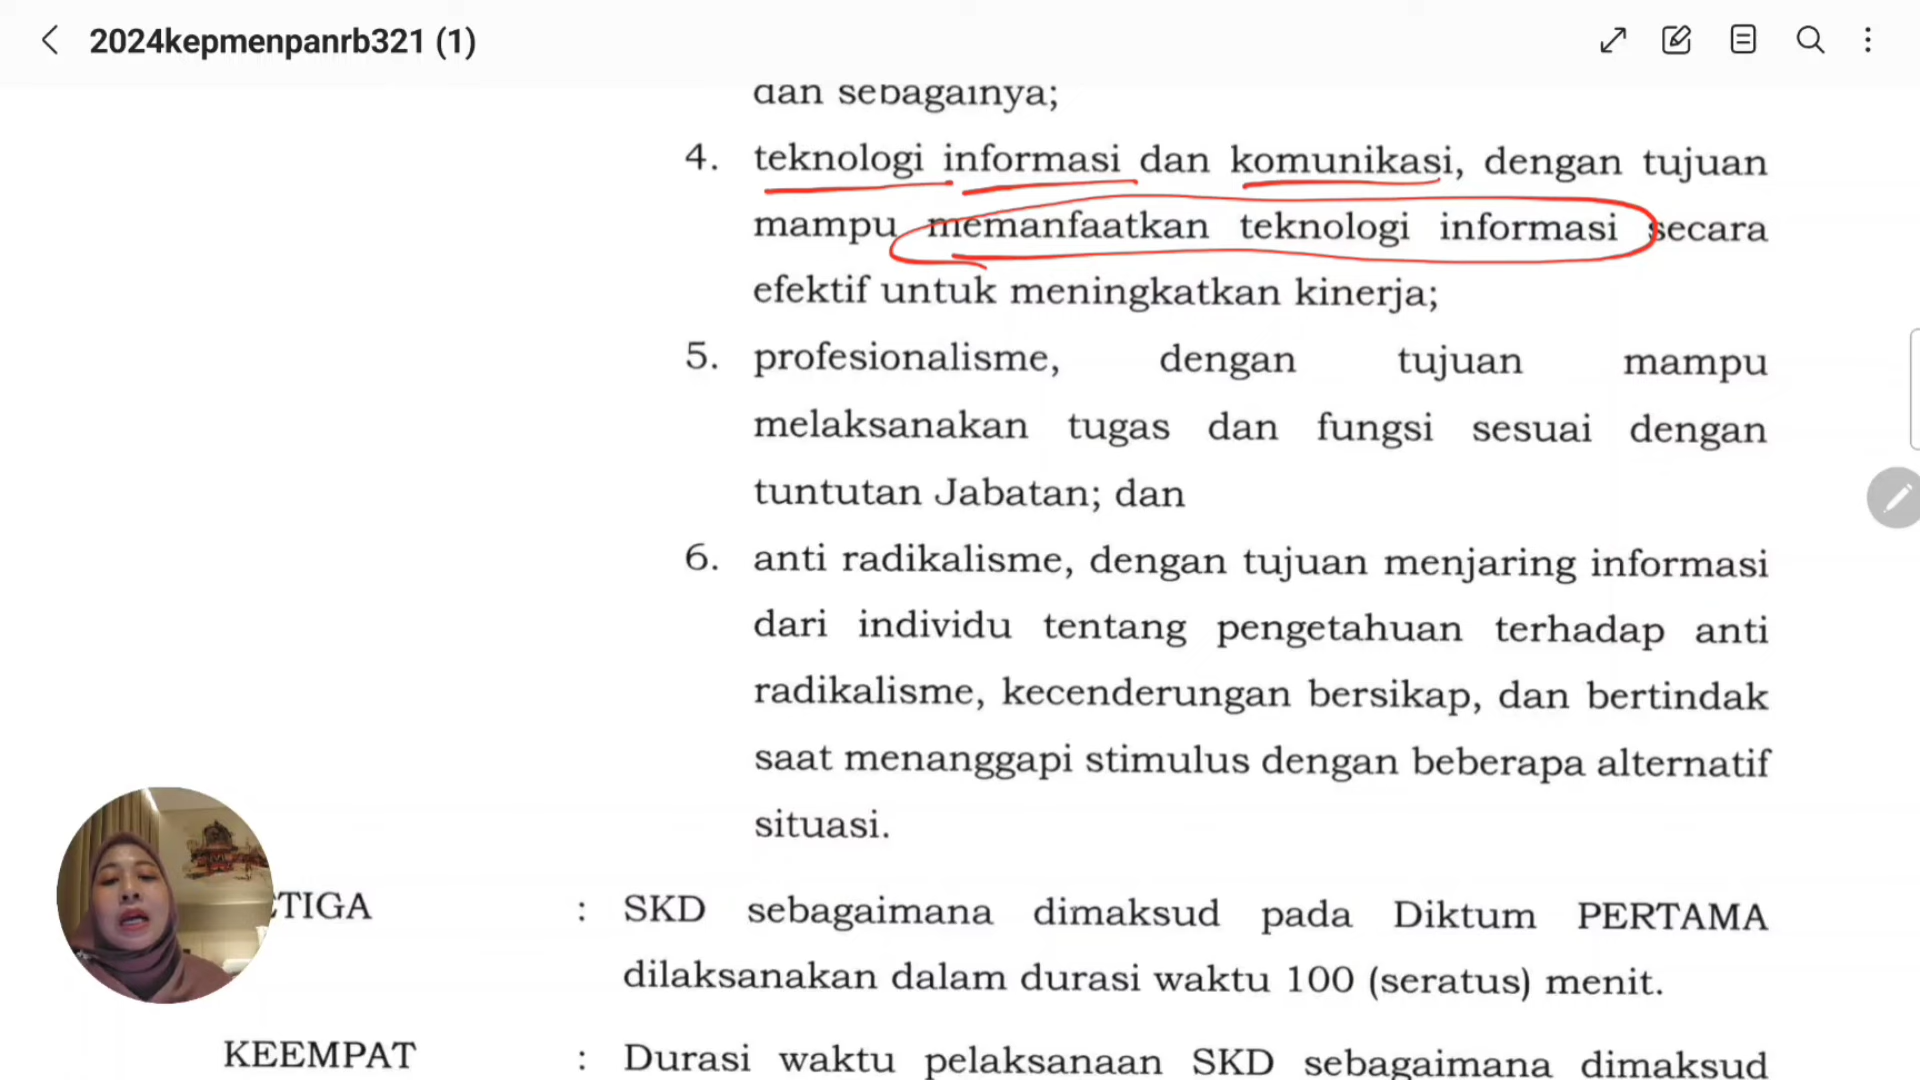 2024kepmenpanrb321 (1)
dan sebagainya;
4. teknologi informasi dan komunikasi, dengan tujuan
mampu memanfaatkan teknologi informasi secara
efektif untuk meningkatkan kinerja;
5. profesionalisme, dengan tujuan mampu
melaksanakan tugas dan fungsi sesuai dengan
tuntutan Jabatan; dan
6. anti radikalisme, dengan tujuan menjaring informasi
dari individu tentang pengetahuan terhadap anti
radikalisme, kecenderungan bersikap, dan bertindak
saat menanggapi stimulus dengan beberapa alternatif
situasi.
TIGA : SKD sebagaimana dimaksud pada Diktum PERTAMA
dilaksanakan dalam durasi waktu 100 (seratus) menit.
KEEMPAT : Durasi waktu pelaksanaan SKD sebagaimana dimaksud